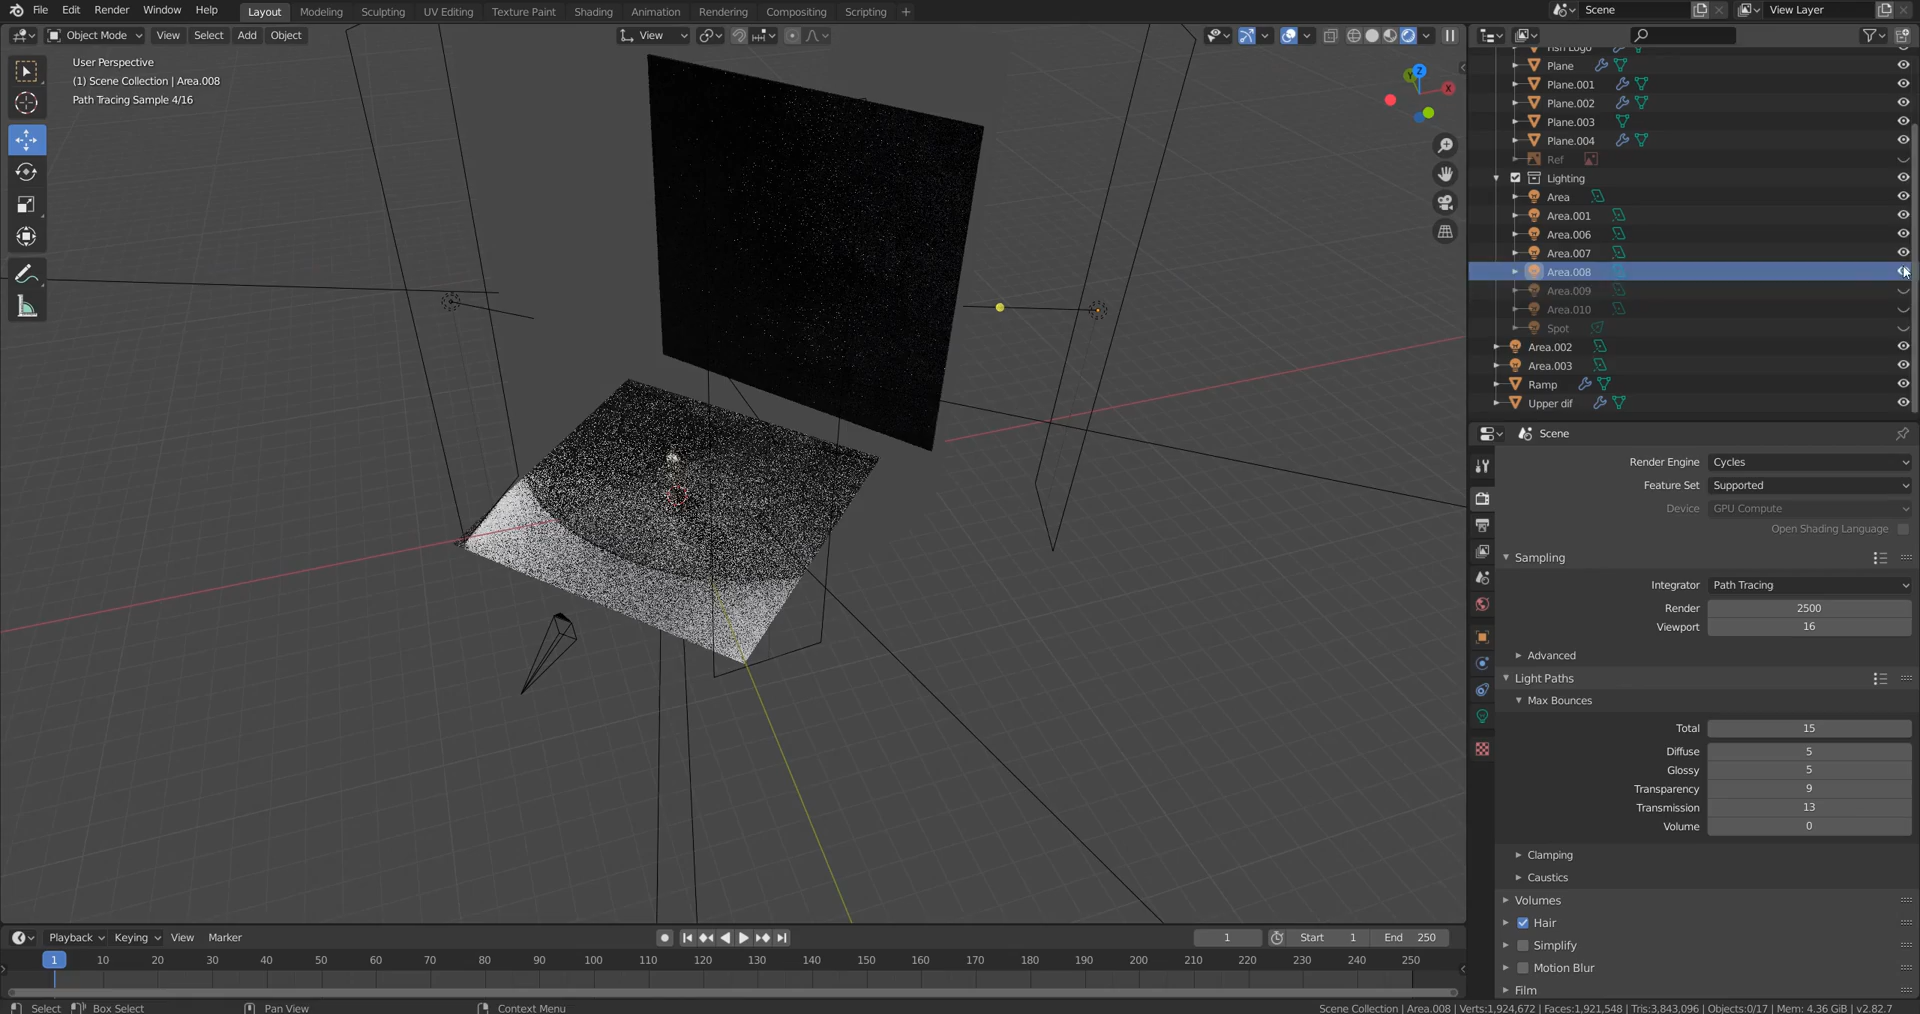 File Edit Render Window Help Layout Modeling Sculpting UV Editing Texture Paint Shading Animation Rendering Compositing Scripting + Scene View Layer
Object Mode View Select Add Object View
User Perspective
(1) Scene Collection | Area.008
Path Tracing Sample 4/16
Z
Y
X
Plane
Plane.001
Plane.002
Plane.003
Plane.004
Ref
Lighting
Area
Area.001
Area.006
Area.007
Area.008
Area.009
Area.010
Spot
Area.002
Area.003
Ramp
Upper dif
Scene
Render Engine Cycles
Feature Set Supported
Device GPU Compute
Open Shading Language
Sampling
Integrator Path Tracing
Render 2500
Viewport 16
Advanced
Light Paths
Max Bounces
Total 15
Diffuse 5
Glossy 5
Transparency 9
Transmission 13
Volume 0
Clamping
Caustics
Volumes
Hair
Simplify
Motion Blur
Film
Playback Keying View Marker 1 Start 1 End 250
1 10 20 30 40 50 60 70 80 90 100 110 120 130 140 150 160 170 180 190 200 210 220 230 240 250
Select Box Select Pan View Context Menu Scene Collection | Area.008 | Verts:1,924,672 | Faces:1,921,548 | Tris:3,843,096 | Objects:0/17 | Mem: 4.36 GiB | v2.82.7